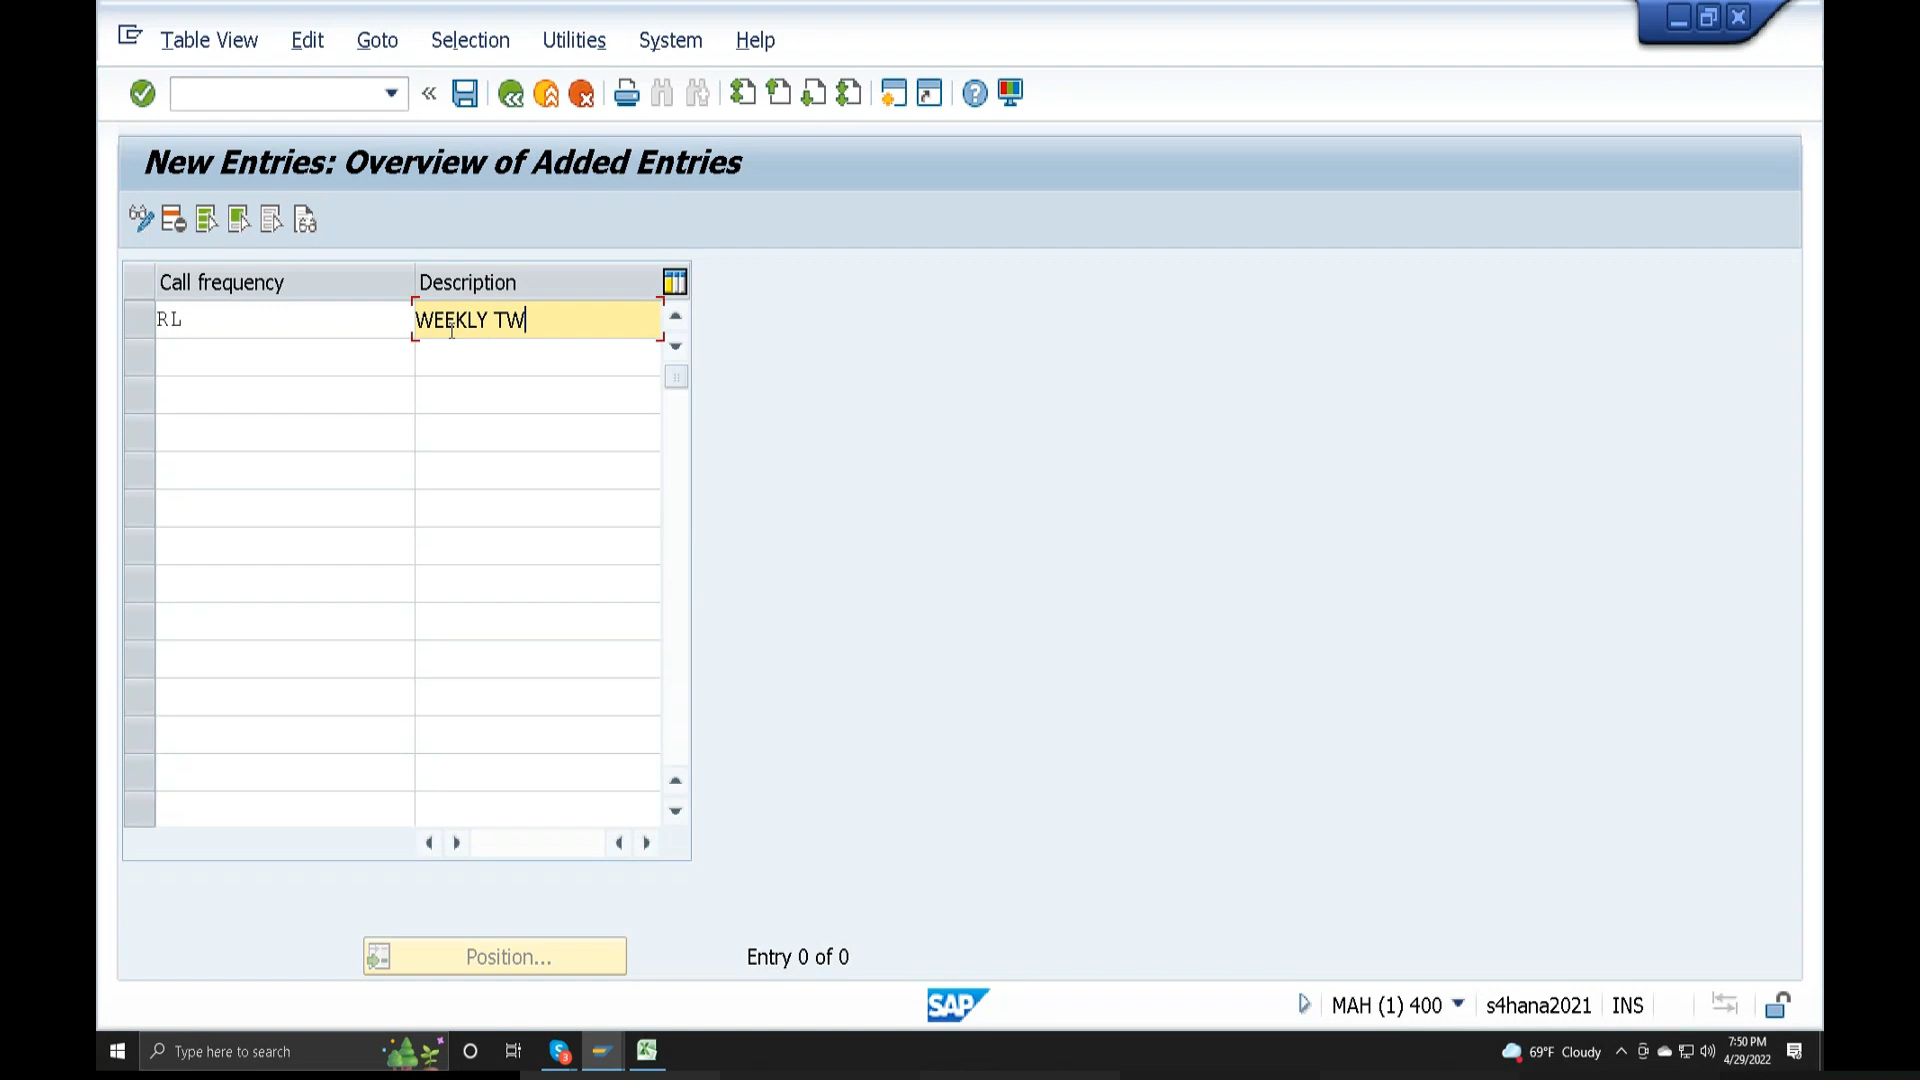 Table View Edit Goto Selection Utilities System Help
New Entries: Overview of Added Entries
Call frequency Description
RL WEEKLY TW
Position... Entry 0 of 0
SAP MAH (1) 400 s4hana2021 INS
Type here to search 69°F Cloudy 7:50 PM
4/29/2022